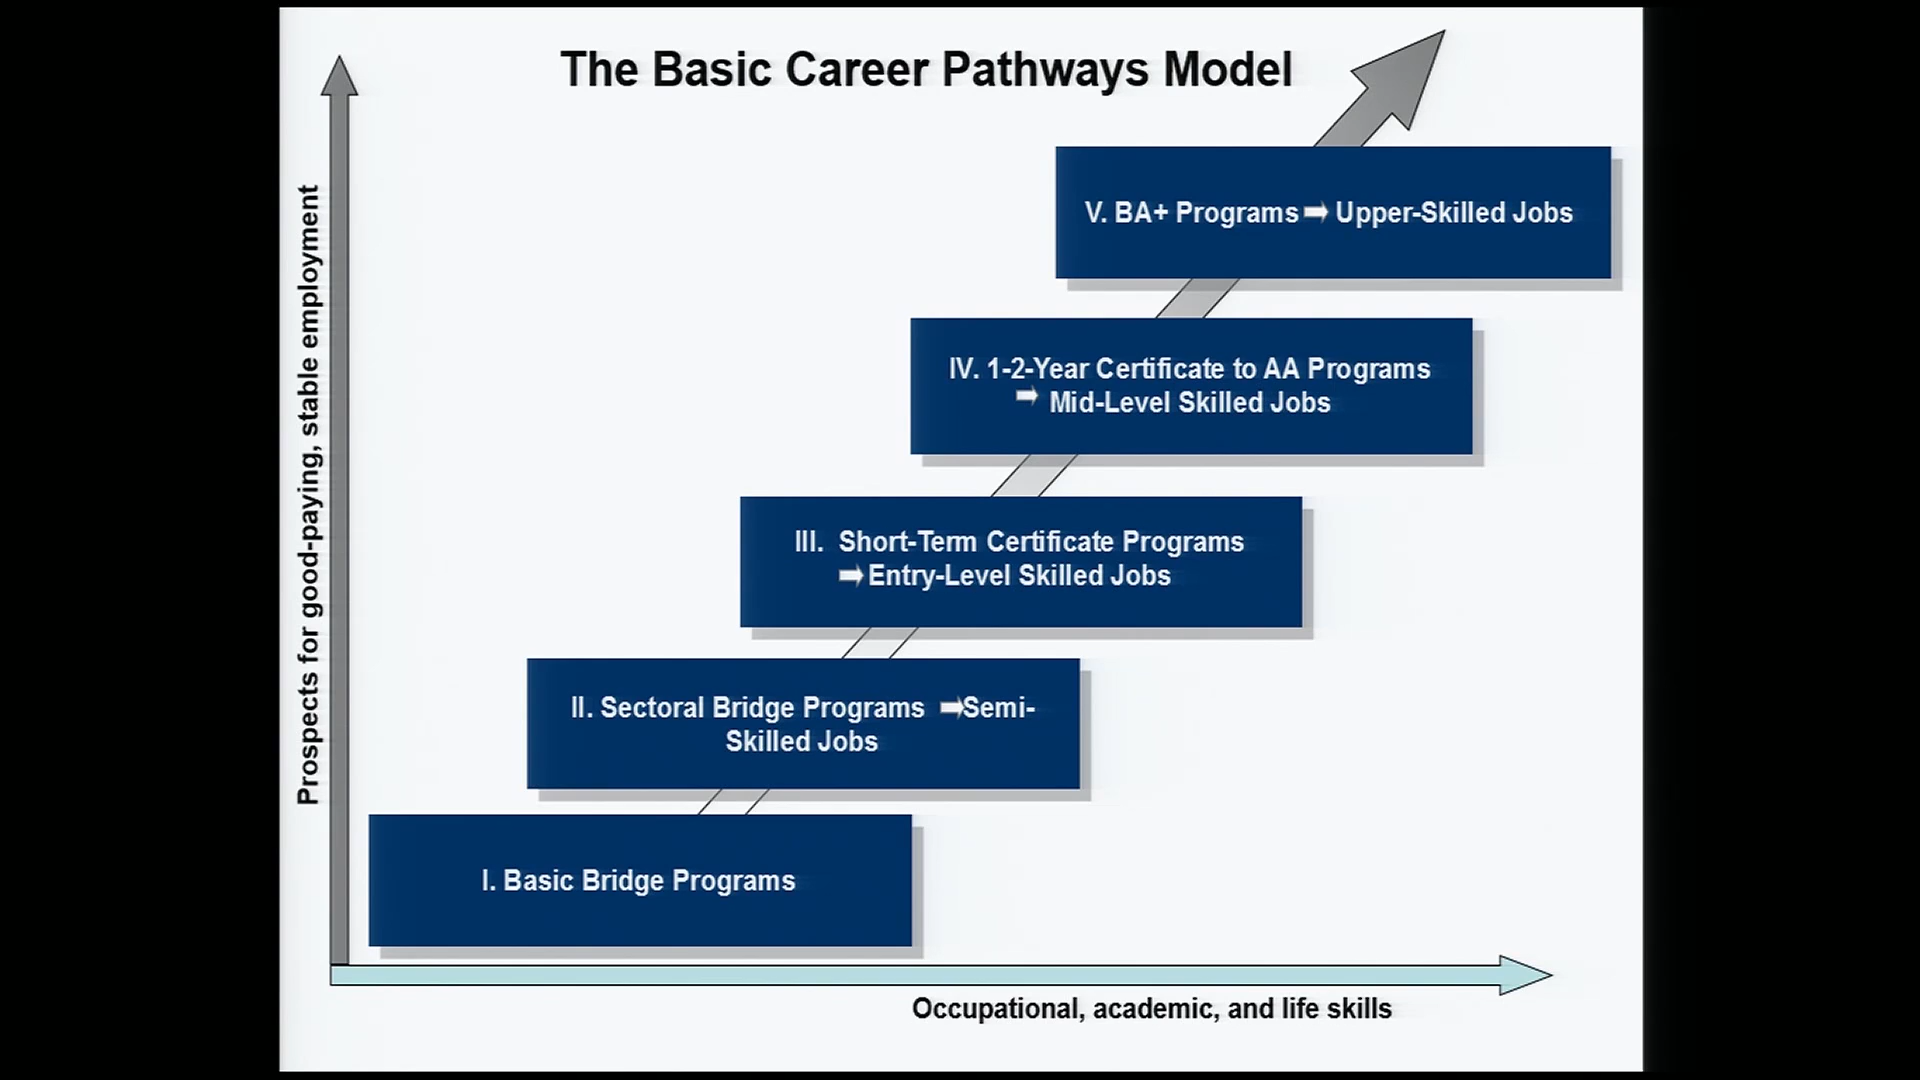 The Basic Career Pathways Model
V. BA+ Programs ➡ Upper-Skilled Jobs
IV. 1-2-Year Certificate to AA Programs
➡ Mid-Level Skilled Jobs
III. Short-Term Certificate Programs
➡ Entry-Level Skilled Jobs
II. Sectoral Bridge Programs ➡ Semi-
Skilled Jobs
I. Basic Bridge Programs
Prospects for good-paying, stable employment
Occupational, academic, and life skills